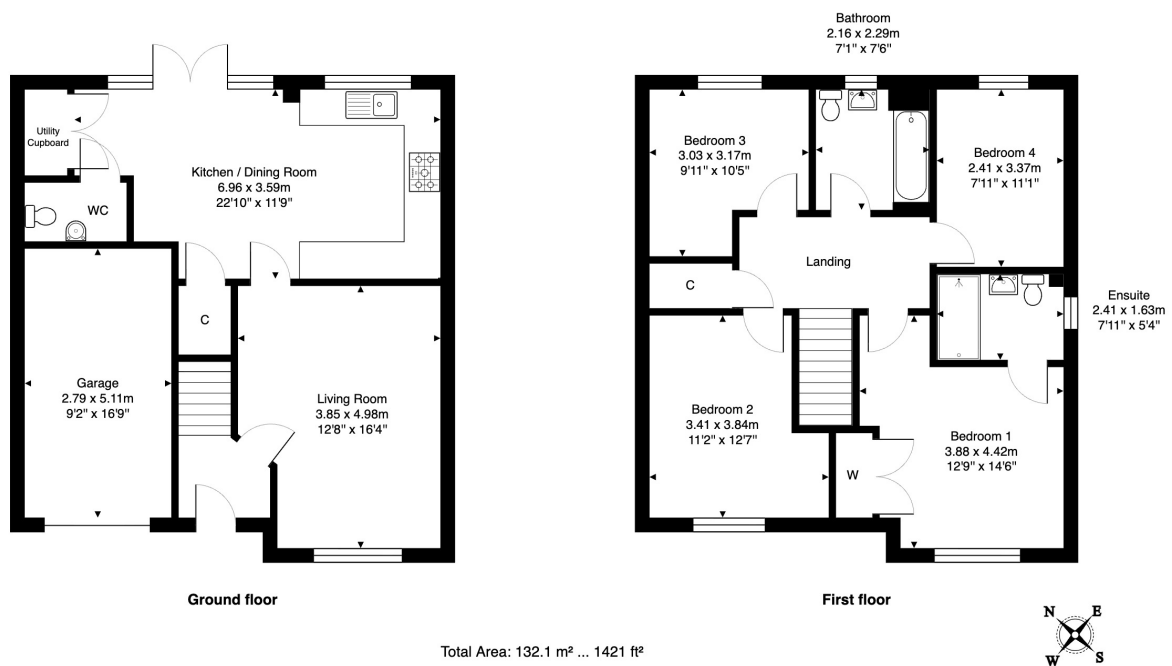 Bathroom
2.16 x 2.29m
7'1" x 7'6"
Utility
Cupboard
Kitchen / Dining Room
6.96 x 3.59m
22'10" x 11'9"
WC
C
Garage
2.79 x 5.11m
9'2" x 16'9"
Living Room
3.85 x 4.98m
12'8" x 16'4"
Bedroom 3
3.03 x 3.17m
9'11" x 10'5"
Bedroom 4
2.41 x 3.37m
7'11" x 11'1"
Landing
C
Ensuite
2.41 x 1.63m
7'11" x 5'4"
Bedroom 2
3.41 x 3.84m
11'2" x 12'7"
Bedroom 1
3.88 x 4.42m
12'9" x 14'6"
W
Ground floor
First floor
Total Area: 132.1 m² ... 1421 ft²
N
E
W
S